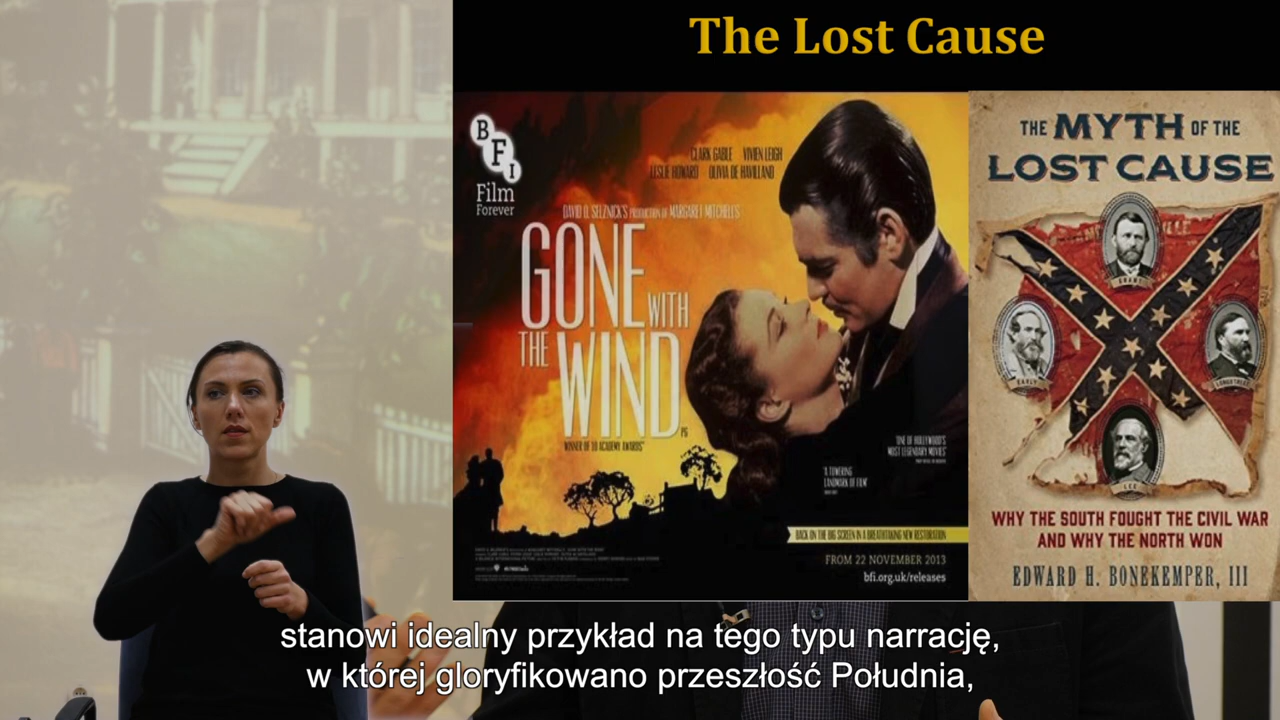 The Lost Cause
BFI
Film
Forever
CLARK GABLE VIVIEN LEIGH
LESLIE HOWARD OLIVIA DE HAVILLAND
DAVID O. SELZNICK'S PRODUCTION OF MARGARET MITCHELL'S
GONE
WITH
THE
WIND
PG
WINNER OF 10 ACADEMY AWARDS
"ONE OF HOLLYWOOD'S
MOST LEGENDARY MOVIES"
"A TOWERING
LANDMARK OF FILM"
BACK ON THE BIG SCREEN IN A BREATHTAKING NEW RESTORATION
FROM 22 NOVEMBER 2013
bfi.org.uk/releases
THE MYTH OF THE
LOST CAUSE
GRANT
EARLY
LONGSTREET
LEE
WHY THE SOUTH FOUGHT THE CIVIL WAR
AND WHY THE NORTH WON
EDWARD H. BONEKEMPER, III
stanowi idealny przykład na tego typu narrację,
w której gloryfikowano przeszłość Południa,